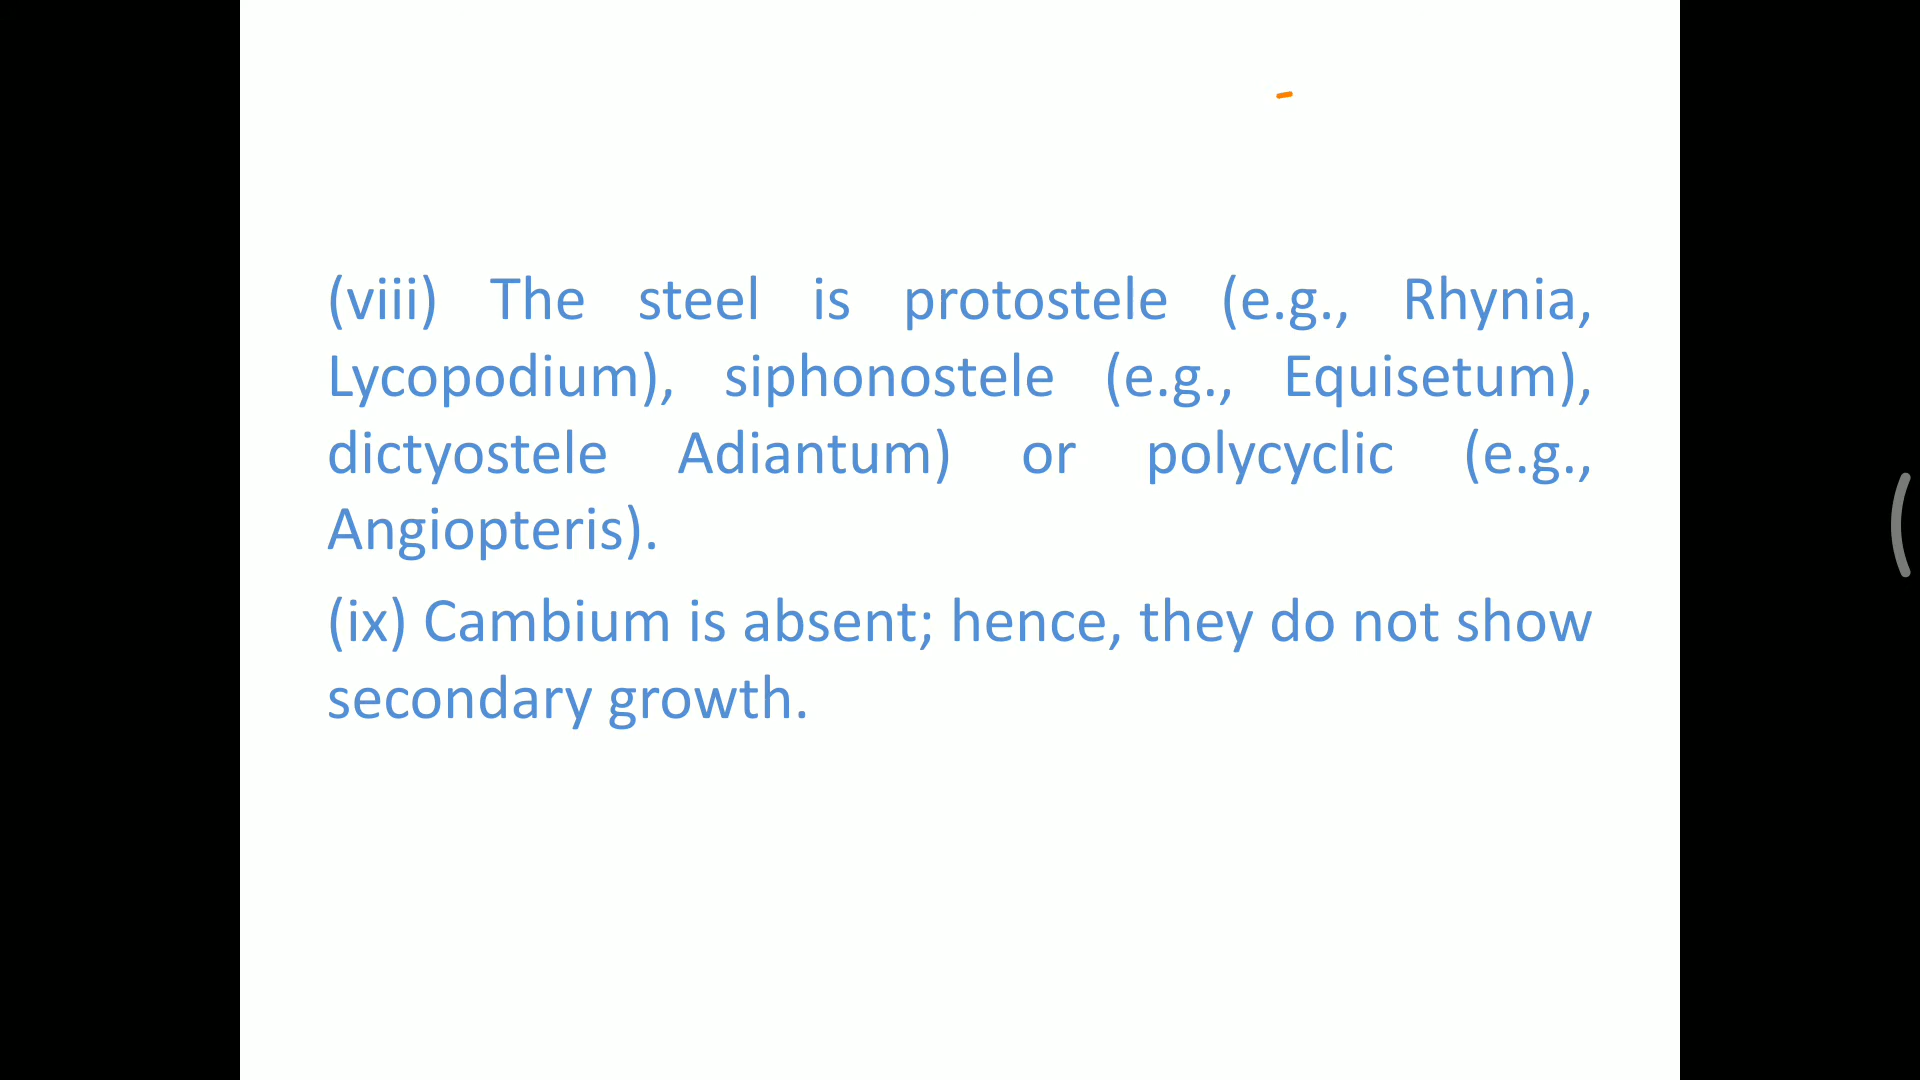 (viii) The steel is protostele (e.g., Rhynia,
Lycopodium), siphonostele (e.g., Equisetum),
dictyostele Adiantum) or polycyclic (e.g.,
Angiopteris).
(ix) Cambium is absent; hence, they do not show
secondary growth.